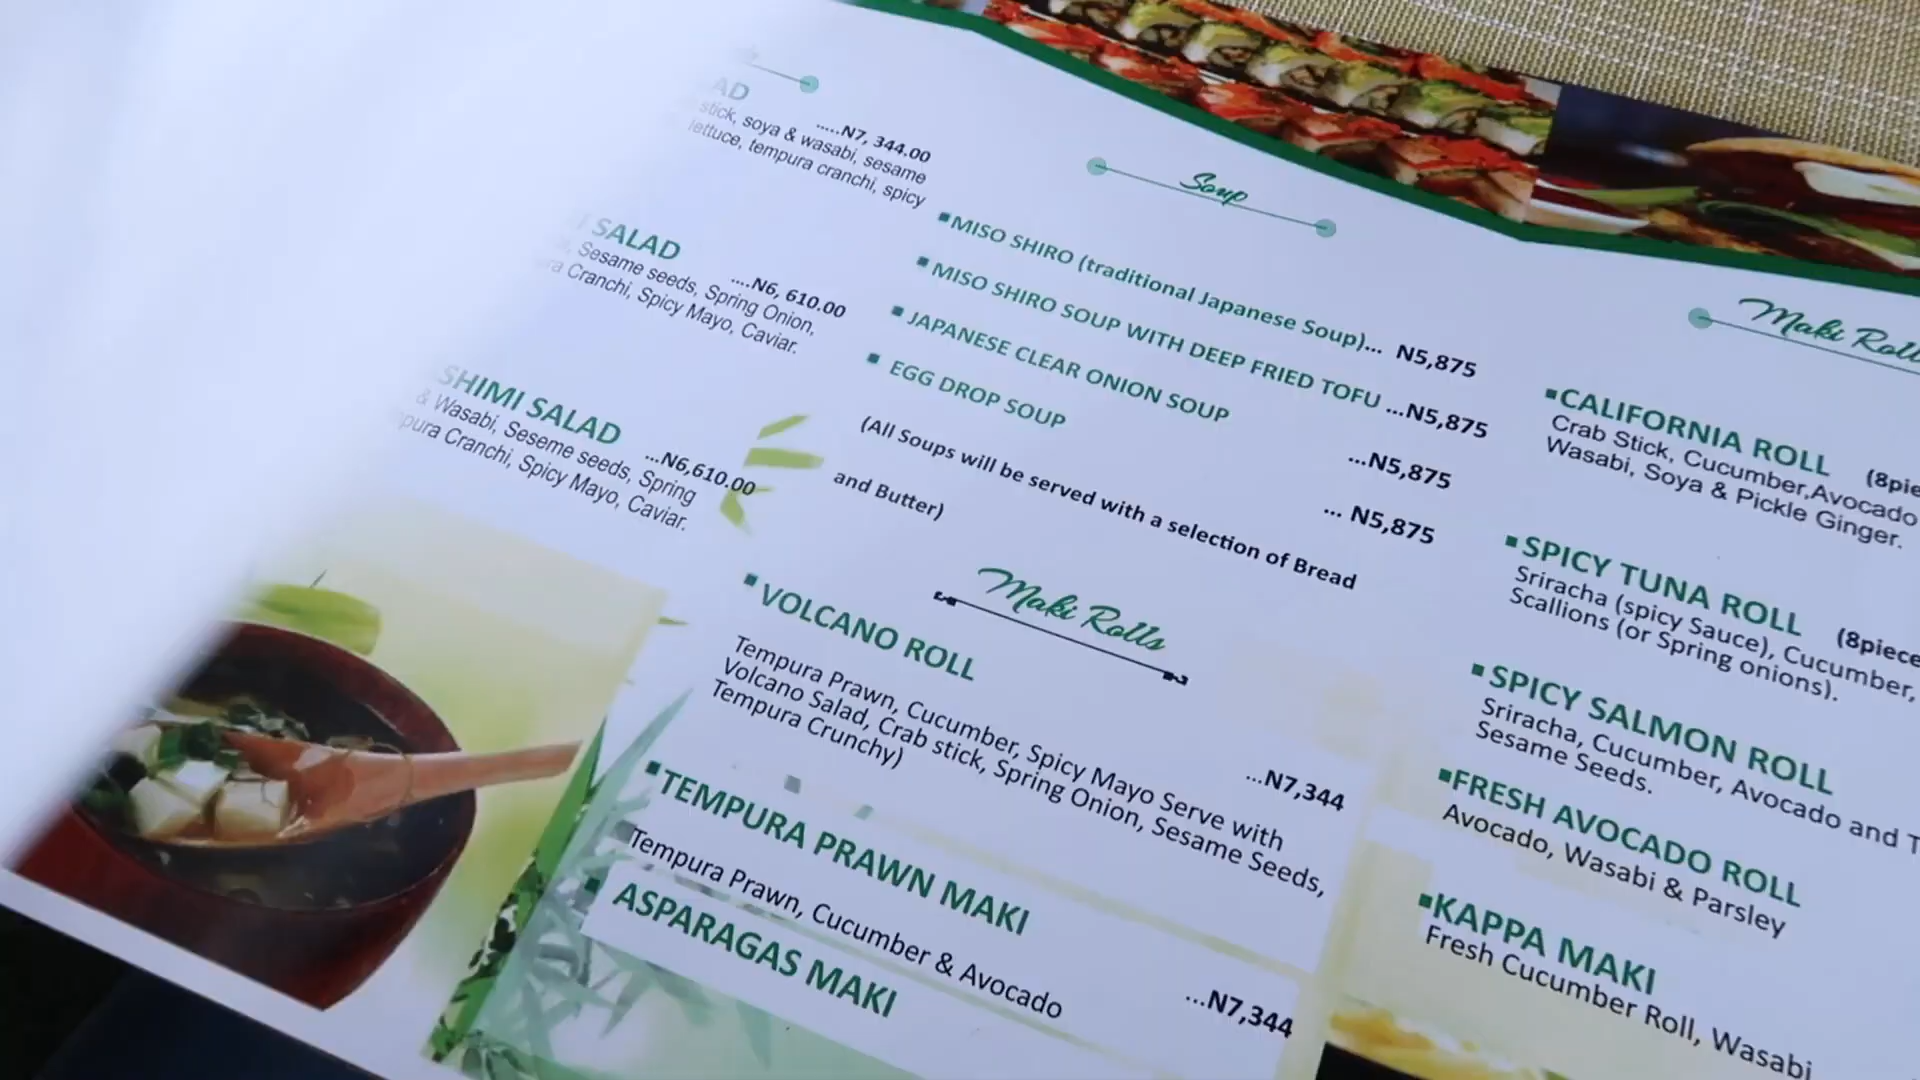 AD
.....N7, 344.00
stick, soya & wasabi, sesame
lettuce, tempura cranchi, spicy
SALAD
....N6, 610.00
Sesame seeds, Spring Onion,
Cranchi, Spicy Mayo, Caviar.
SHIMI SALAD
...N6,610.00
& Wasabi, Seseme seeds, Spring
pura Cranchi, Spicy Mayo, Caviar.
Soup
MISO SHIRO (traditional Japanese Soup)... N5,875
MISO SHIRO SOUP WITH DEEP FRIED TOFU ...N5,875
JAPANESE CLEAR ONION SOUP ...N5,875
EGG DROP SOUP ... N5,875
(All Soups will be served with a selection of Bread
and Butter)
Maki Rolls
VOLCANO ROLL ...N7,344
Tempura Prawn, Cucumber, Spicy Mayo Serve with
Volcano Salad, Crab stick, Spring Onion, Sesame Seeds,
Tempura Crunchy)
TEMPURA PRAWN MAKI ...N7,344
Tempura Prawn, Cucumber & Avocado
ASPARAGAS MAKI
Maki Rolls
CALIFORNIA ROLL (8pie
Crab Stick, Cucumber,Avocado
Wasabi, Soya & Pickle Ginger.
SPICY TUNA ROLL (8piece
Sriracha (spicy Sauce), Cucumber,
Scallions (or Spring onions).
SPICY SALMON ROLL
Sriracha, Cucumber, Avocado and T
Sesame Seeds.
FRESH AVOCADO ROLL
Avocado, Wasabi & Parsley
KAPPA MAKI
Fresh Cucumber Roll, Wasabi